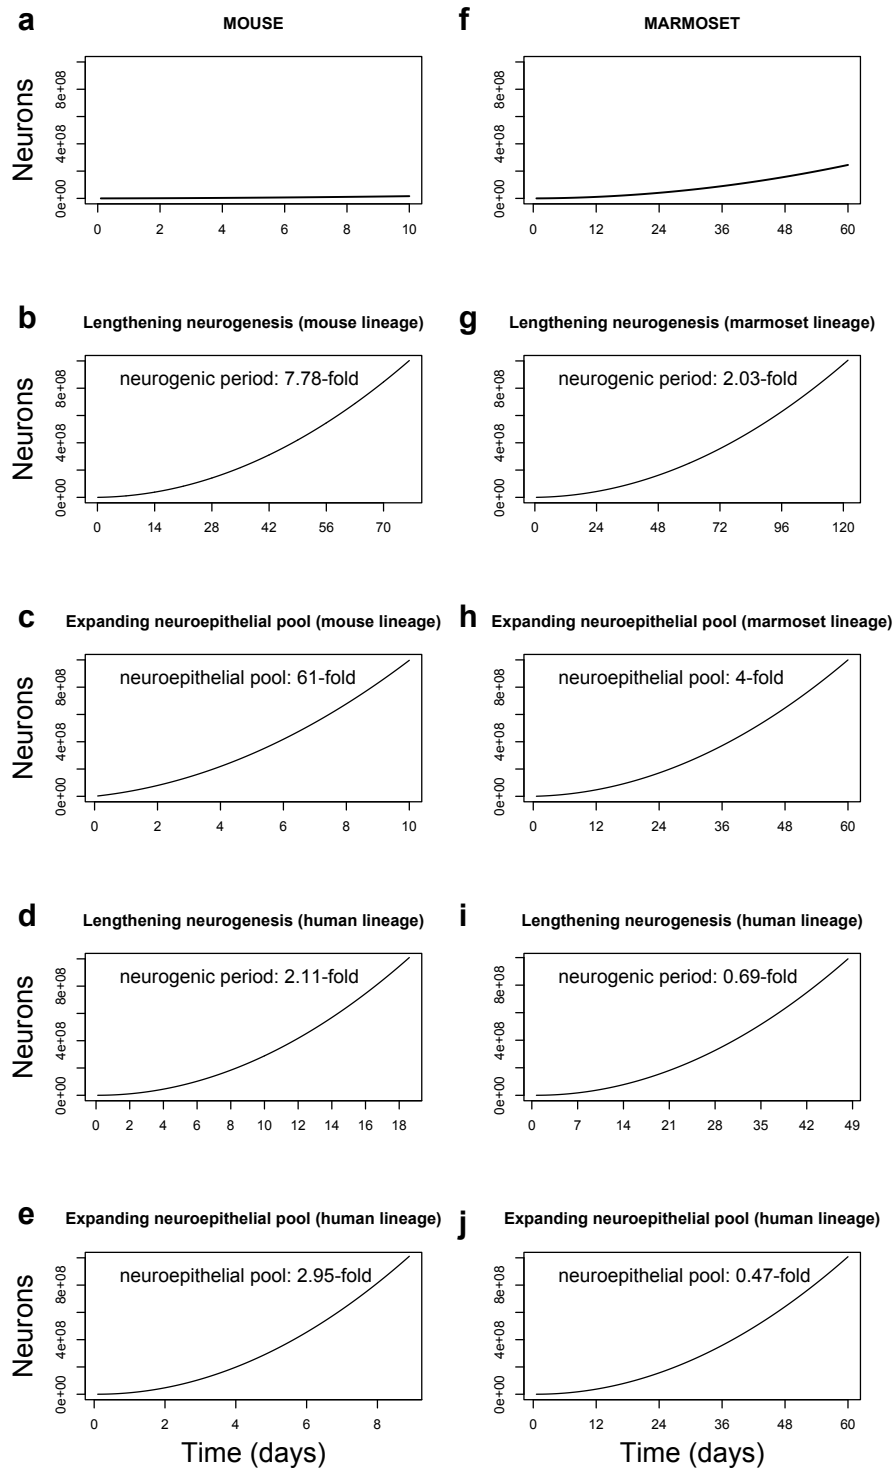 a
MOUSE
Neurons
0e+00 4e+08 8e+08
0 2 4 6 8 10
f
MARMOSET
0e+00 4e+08 8e+08
0 12 24 36 48 60
b
Lengthening neurogenesis (mouse lineage)
neurogenic period: 7.78-fold
Neurons
0e+00 4e+08 8e+08
0 14 28 42 56 70
g
Lengthening neurogenesis (marmoset lineage)
neurogenic period: 2.03-fold
0e+00 4e+08 8e+08
0 24 48 72 96 120
c
Expanding neuroepithelial pool (mouse lineage)
neuroepithelial pool: 61-fold
Neurons
0e+00 4e+08 8e+08
0 2 4 6 8 10
h
Expanding neuroepithelial pool (marmoset lineage)
neuroepithelial pool: 4-fold
0e+00 4e+08 8e+08
0 12 24 36 48 60
d
Lengthening neurogenesis (human lineage)
neurogenic period: 2.11-fold
Neurons
0e+00 4e+08 8e+08
0 2 4 6 8 10 12 14 16 18
i
Lengthening neurogenesis (human lineage)
neurogenic period: 0.69-fold
0e+00 4e+08 8e+08
0 7 14 21 28 35 42 49
e
Expanding neuroepithelial pool (human lineage)
neuroepithelial pool: 2.95-fold
Neurons
0e+00 4e+08 8e+08
0 2 4 6 8
Time (days)
j
Expanding neuroepithelial pool (human lineage)
neuroepithelial pool: 0.47-fold
0e+00 4e+08 8e+08
0 12 24 36 48 60
Time (days)